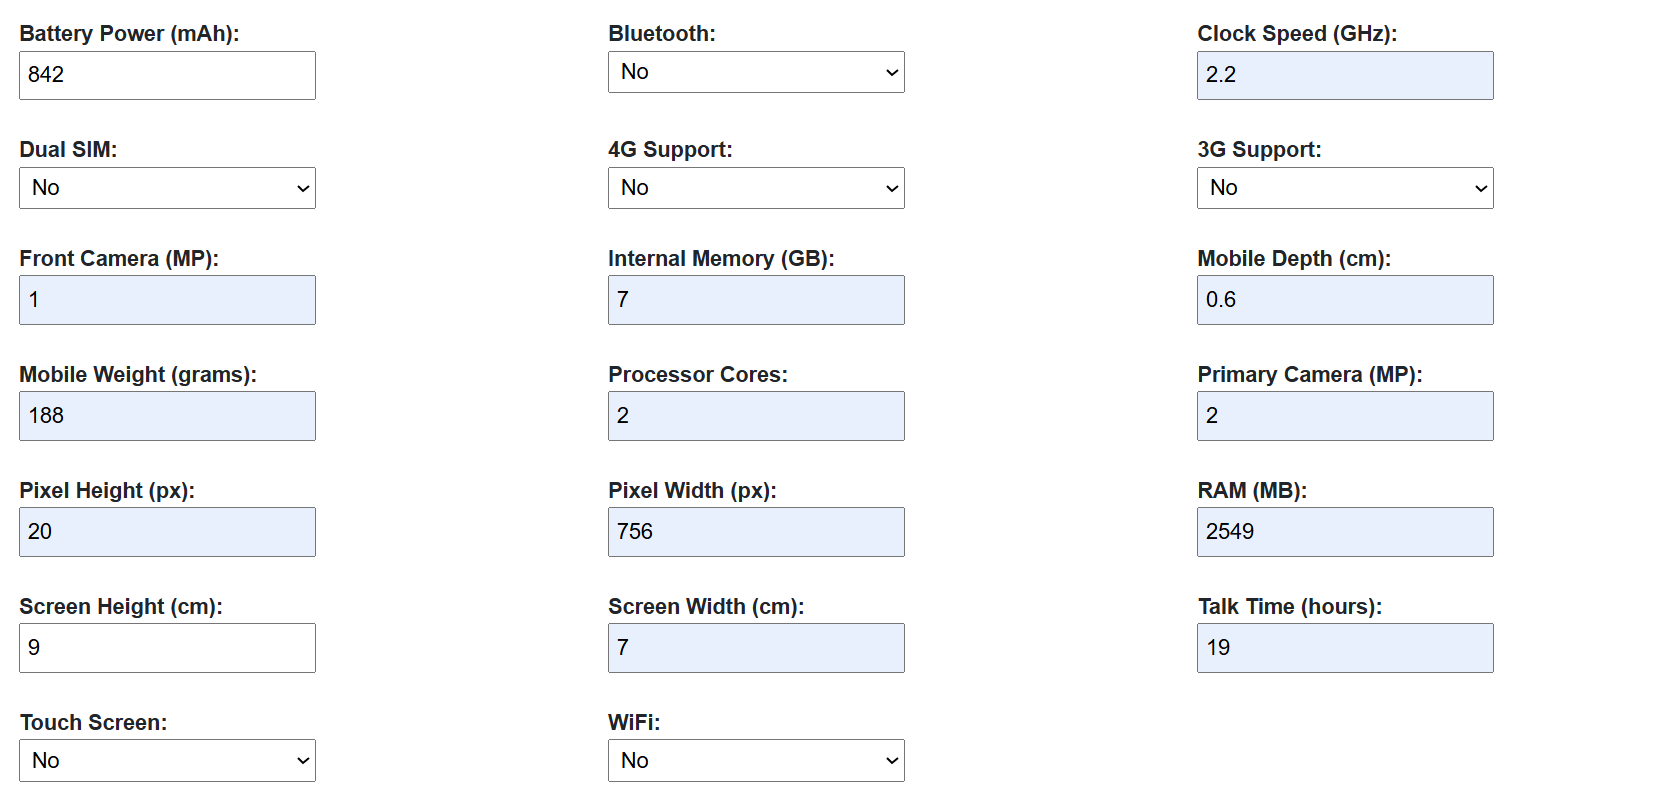 Battery Power (mAh): Bluetooth: Clock Speed (GHz):
842 No 2.2
Dual SIM: 4G Support: 3G Support:
No No No
Front Camera (MP): Internal Memory (GB): Mobile Depth (cm):
1 7 0.6
Mobile Weight (grams): Processor Cores: Primary Camera (MP):
188 2 2
Pixel Height (px): Pixel Width (px): RAM (MB):
20 756 2549
Screen Height (cm): Screen Width (cm): Talk Time (hours):
9 7 19
Touch Screen: WiFi:
No No